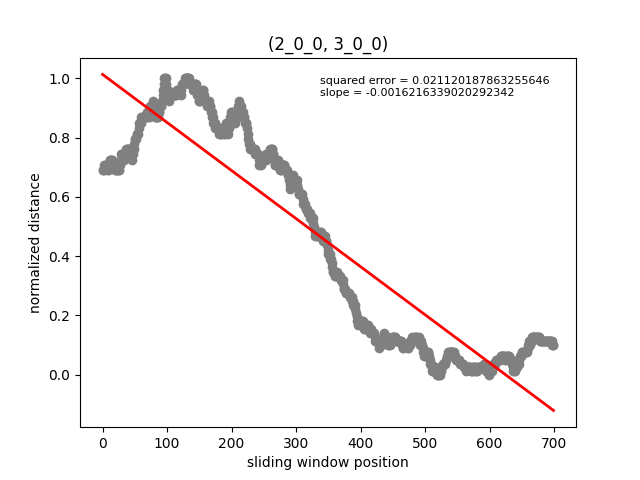 (2_0_0, 3_0_0)
squared error = 0.021120187863255646
slope = -0.0016216339020292342
1.0
0.8
0.6
0.4
0.2
0.0
normalized distance
0 100 200 300 400 500 600 700
sliding window position